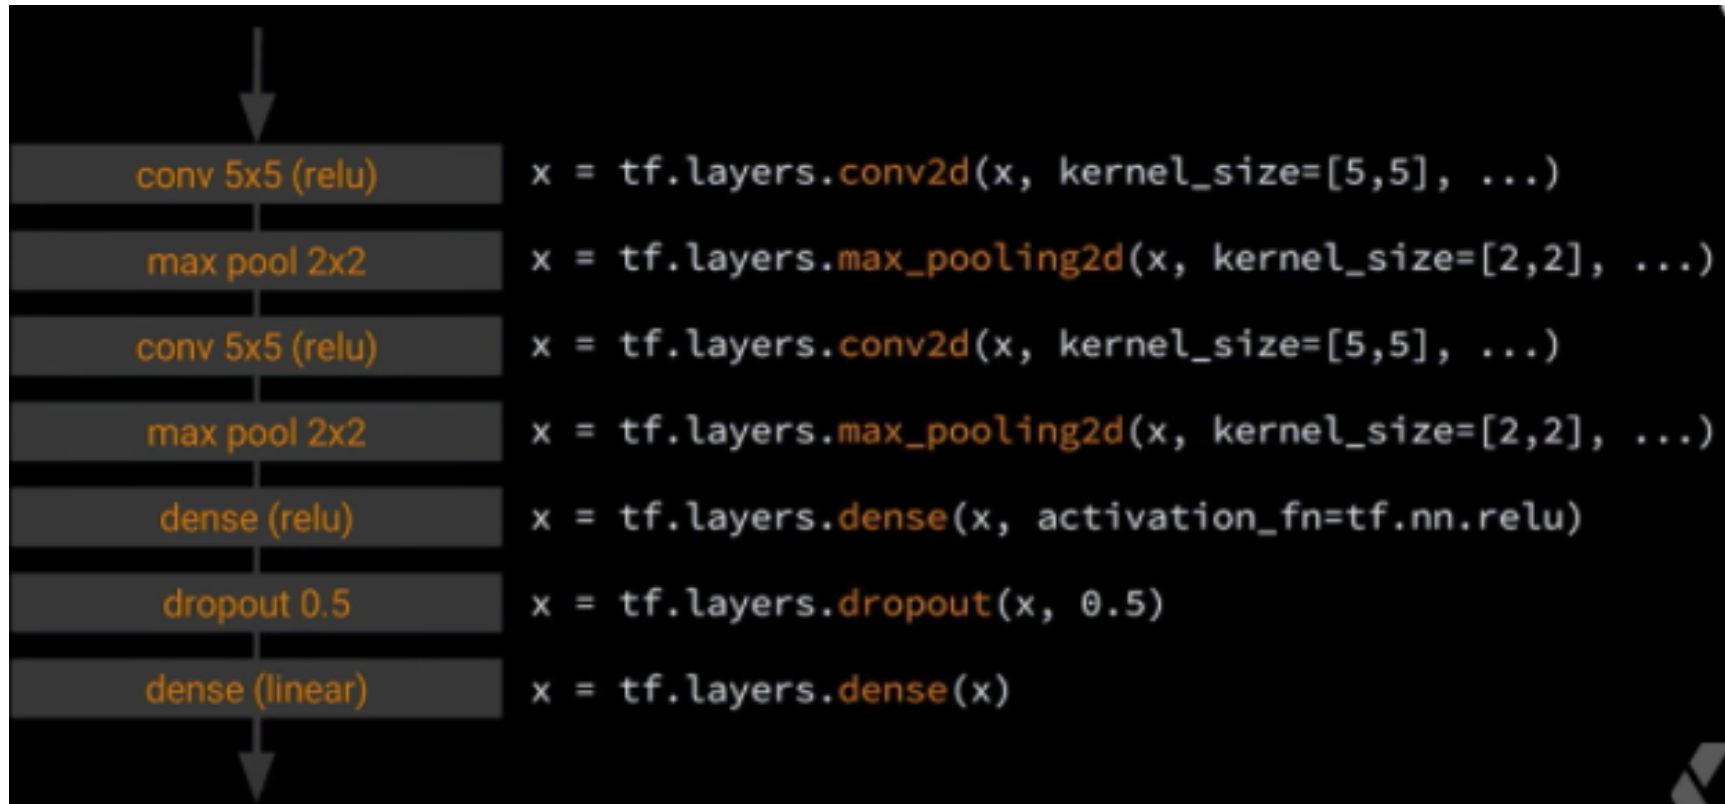 conv 5x5 (relu) x = tf.layers.conv2d(x, kernel_size=[5,5], ...)
max pool 2x2 x = tf.layers.max_pooling2d(x, kernel_size=[2,2], ...)
conv 5x5 (relu) x = tf.layers.conv2d(x, kernel_size=[5,5], ...)
max pool 2x2 x = tf.layers.max_pooling2d(x, kernel_size=[2,2], ...)
dense (relu) x = tf.layers.dense(x, activation_fn=tf.nn.relu)
dropout 0.5 x = tf.layers.dropout(x, 0.5)
dense (linear) x = tf.layers.dense(x)